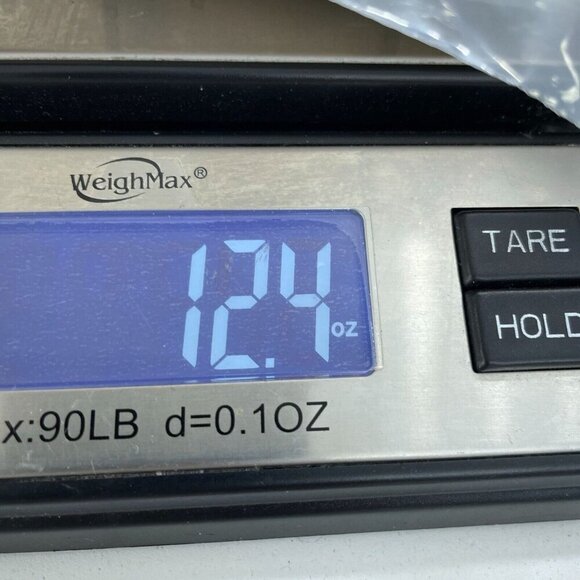 WeighMax®
12.4 oz
TARE
HOLD
x:90LB d=0.1OZ